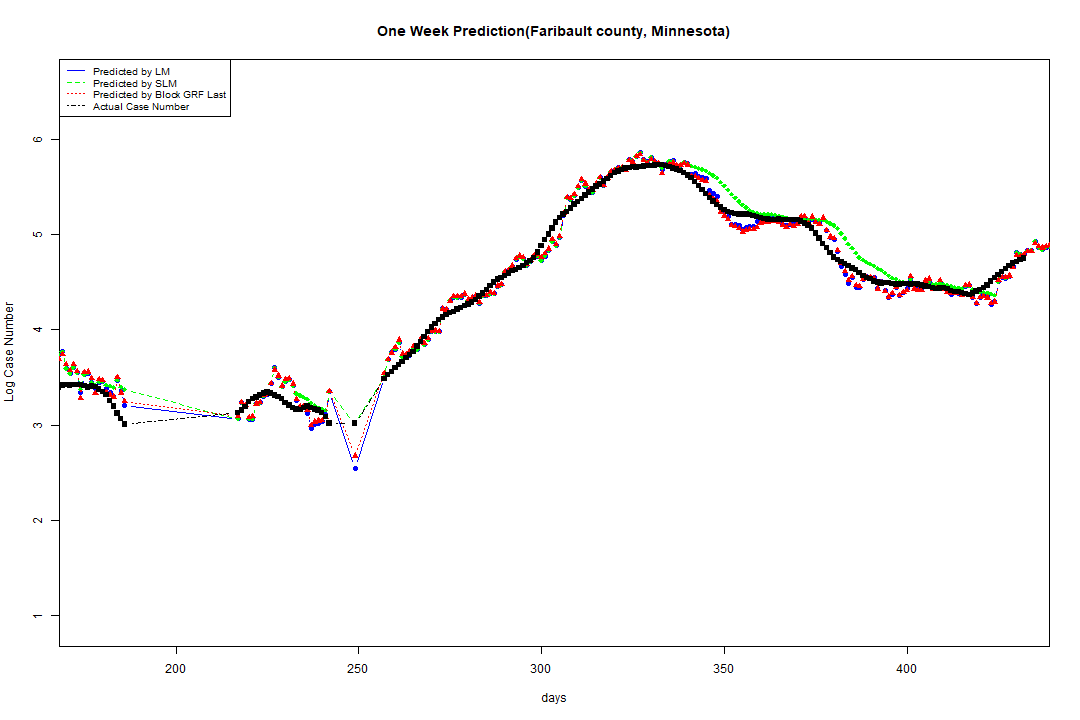 One Week Prediction(Faribault county, Minnesota)
Predicted by LM
Predicted by SLM
Predicted by Block GRF Last
Actual Case Number
6
5
4
3
2
1
Log Case Number
200 250 300 350 400
days